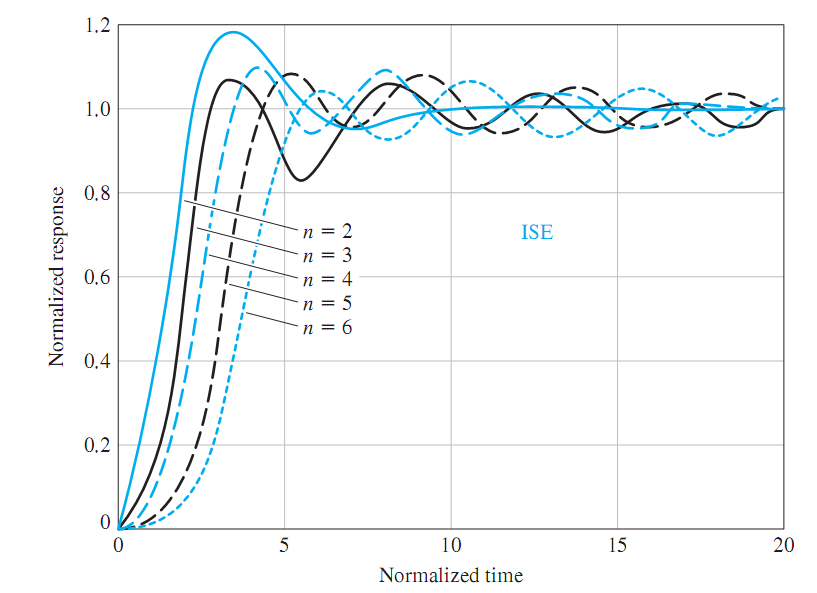 1.2
1.0
0.8
0.6
0.4
0.2
0
Normalized response
n = 2
n = 3
n = 4
n = 5
n = 6
ISE
0 5 10 15 20
Normalized time